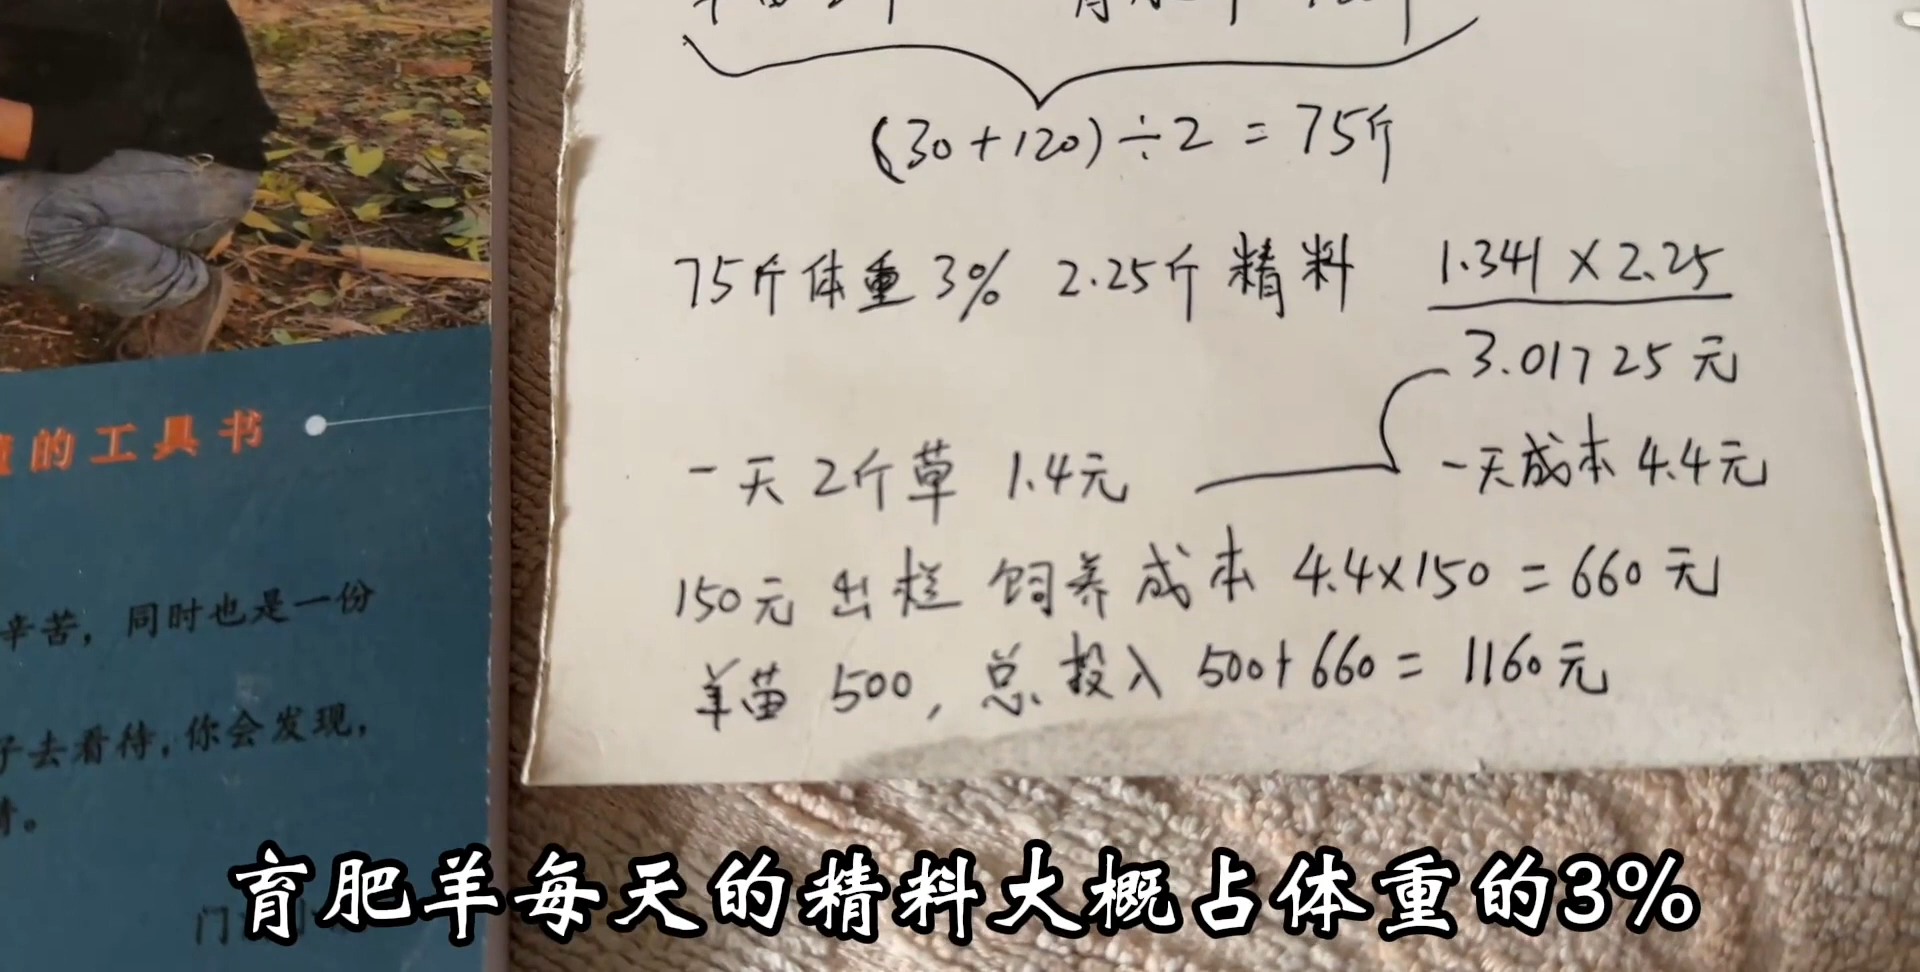 (30+120)÷2=75斤
75斤体重3% 2.25斤精料 1.341×2.25
3.01725元
一天2斤草 1.4元 一天成本4.4元
150元出栏 饲养成本 4.4×150=660元
羊苗 500, 总投入 500+660=1160元
的工具书
辛苦，同时也是一份
子去看待，你会发现，
育肥羊每天的精料大概占体重的3%